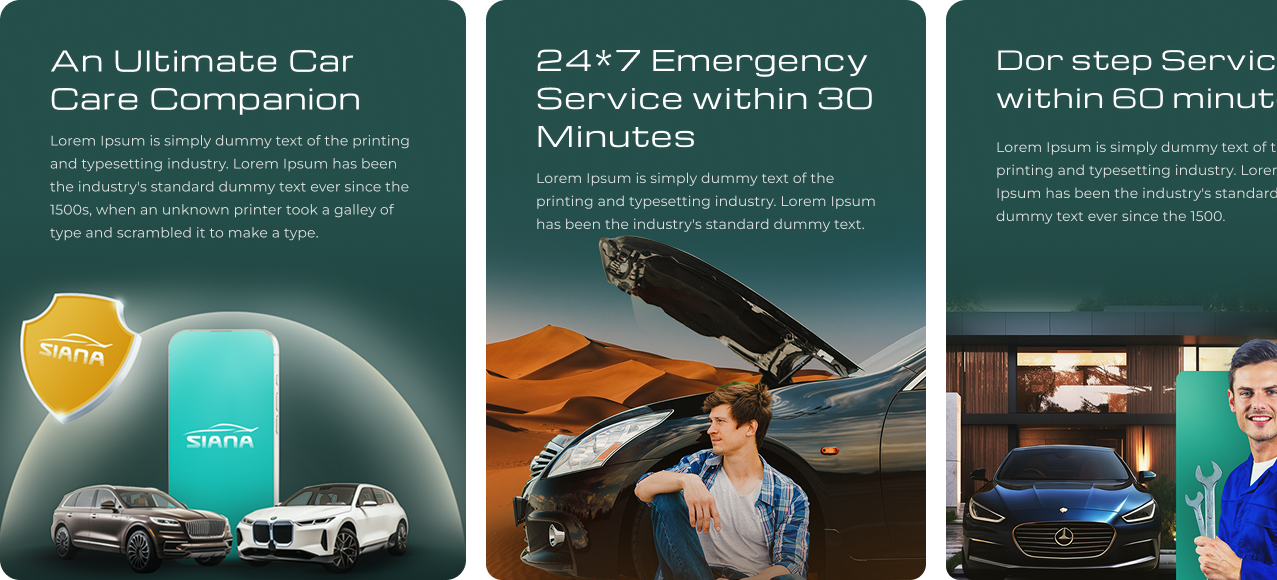 An Ultimate Car
Care Companion
Lorem Ipsum is simply dummy text of the printing
and typesetting industry. Lorem Ipsum has been
the industry's standard dummy text ever since the
1500s, when an unknown printer took a galley of
type and scrambled it to make a type.
SIANA
SIANA
24*7 Emergency
Service within 30
Minutes
Lorem Ipsum is simply dummy text of the
printing and typesetting industry. Lorem Ipsum
has been the industry's standard dummy text.
Dor step Servic
within 60 minut
Lorem Ipsum is simply dummy text of t
printing and typesetting industry. Lorem
Ipsum has been the industry's standard
dummy text ever since the 1500.